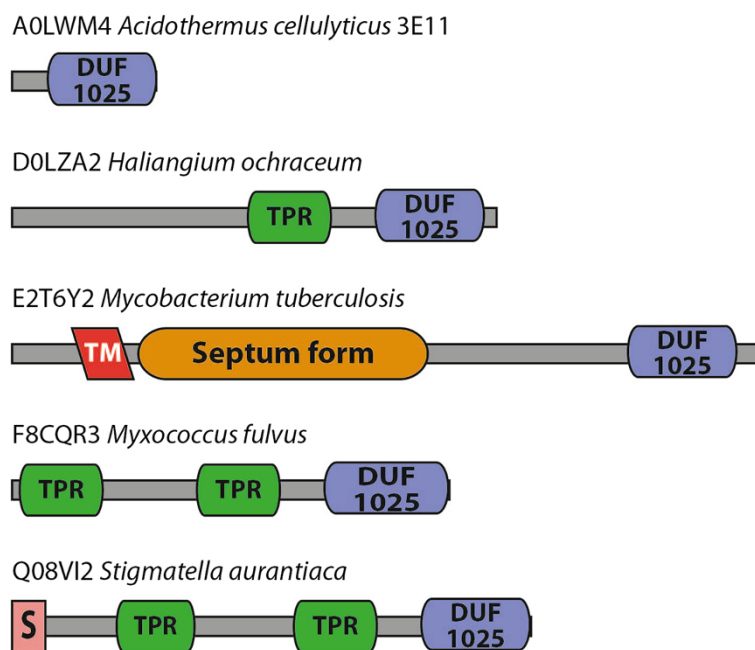 A0LWM4 Acidothermus cellulyticus 3E11
DUF
1025
D0LZA2 Haliangium ochraceum
TPR
DUF
1025
E2T6Y2 Mycobacterium tuberculosis
TM
Septum form
DUF
1025
F8CQR3 Myxococcus fulvus
TPR
TPR
DUF
1025
Q08VI2 Stigmatella aurantiaca
S
TPR
TPR
DUF
1025